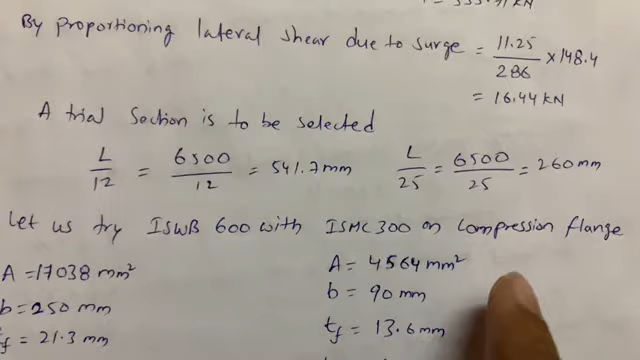 = 333.71 kN
By proportioning lateral shear due to surge = 11.25/286 × 148.4
= 16.44 kN
A trial section is to be selected
L/12 = 6500/12 = 541.7 mm L/25 = 6500/25 = 260 mm
Let us try ISWB 600 with ISMC 300 on compression flange
A = 17038 mm² A = 4564 mm²
b = 250 mm b = 90 mm
tf = 21.3 mm tf = 13.6 mm